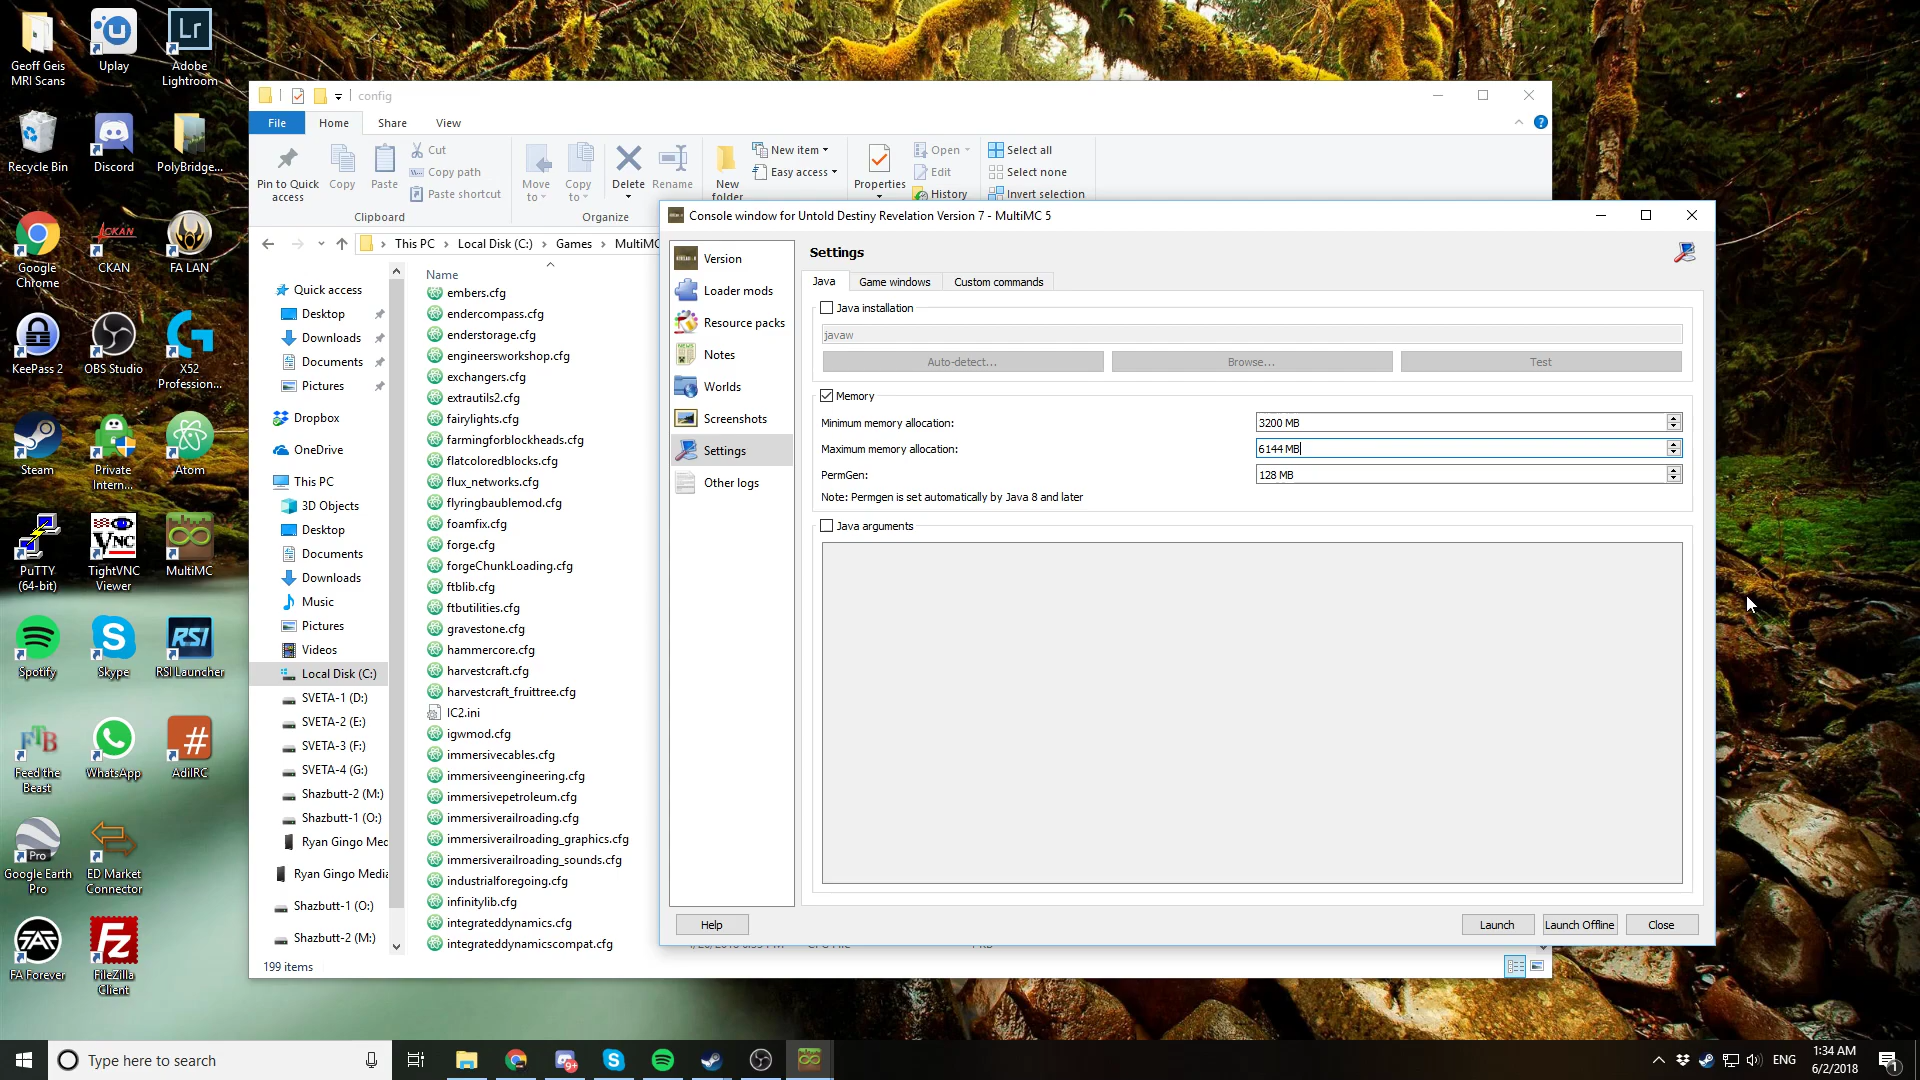 Geoff Geis
MRI Scans
Uplay
Adobe
Lightroom
Recycle Bin
Discord
PolyBridge...
Google
Chrome
CKAN
FA LAN
KeePass 2
OBS Studio
X52
Profession...
Steam
Private
Intern...
Atom
PuTTY
(64-bit)
TightVNC
Viewer
MultiMC
Spotify
Skype
RSI Launcher
Feed the
Beast
WhatsApp
AdiIRC
Google Earth
Pro
ED Market
Connector
FA Forever
FileZilla
Client
config
File
Home
Share
View
Pin to Quick
access
Copy
Paste
Cut
Copy path
Paste shortcut
Clipboard
Move
to
Copy
to
Delete
Rename
Organize
New
folder
New item
Easy access
Properties
Open
Edit
History
Select all
Select none
Invert selection
This PC
Local Disk (C:)
Games
MultiMC
Quick access
Desktop
Downloads
Documents
Pictures
Dropbox
OneDrive
This PC
3D Objects
Desktop
Documents
Downloads
Music
Pictures
Videos
Local Disk (C:)
SVETA-1 (D:)
SVETA-2 (E:)
SVETA-3 (F:)
SVETA-4 (G:)
Shazbutt-2 (M:)
Shazbutt-1 (O:)
Ryan Gingo Med
Ryan Gingo Media
Shazbutt-1 (O:)
Shazbutt-2 (M:)
Name
embers.cfg
endercompass.cfg
enderstorage.cfg
engineersworkshop.cfg
exchangers.cfg
extrautils2.cfg
fairylights.cfg
farmingforblockheads.cfg
flatcoloredblocks.cfg
flux_networks.cfg
flyringbaublemod.cfg
foamfix.cfg
forge.cfg
forgeChunkLoading.cfg
ftblib.cfg
ftbutilities.cfg
gravestone.cfg
hammercore.cfg
harvestcraft.cfg
harvestcraft_fruittree.cfg
IC2.ini
igwmod.cfg
immersivecables.cfg
immersiveengineering.cfg
immersivepetroleum.cfg
immersiverailroading.cfg
immersiverailroading_graphics.cfg
immersiverailroading_sounds.cfg
industrialforegoing.cfg
infinitylib.cfg
integrateddynamics.cfg
integrateddynamicscompat.cfg
199 items
Console window for Untold Destiny Revelation Version 7 - MultiMC 5
Version
Loader mods
Resource packs
Notes
Worlds
Screenshots
Settings
Other logs
Settings
Java
Game windows
Custom commands
Java installation
javaw
Auto-detect...
Browse...
Test
Memory
Minimum memory allocation:
3200 MB
Maximum memory allocation:
6144 MB
PermGen:
128 MB
Note: Permgen is set automatically by Java 8 and later
Java arguments
Help
Launch
Launch Offline
Close
Type here to search
ENG
1:34 AM
6/2/2018